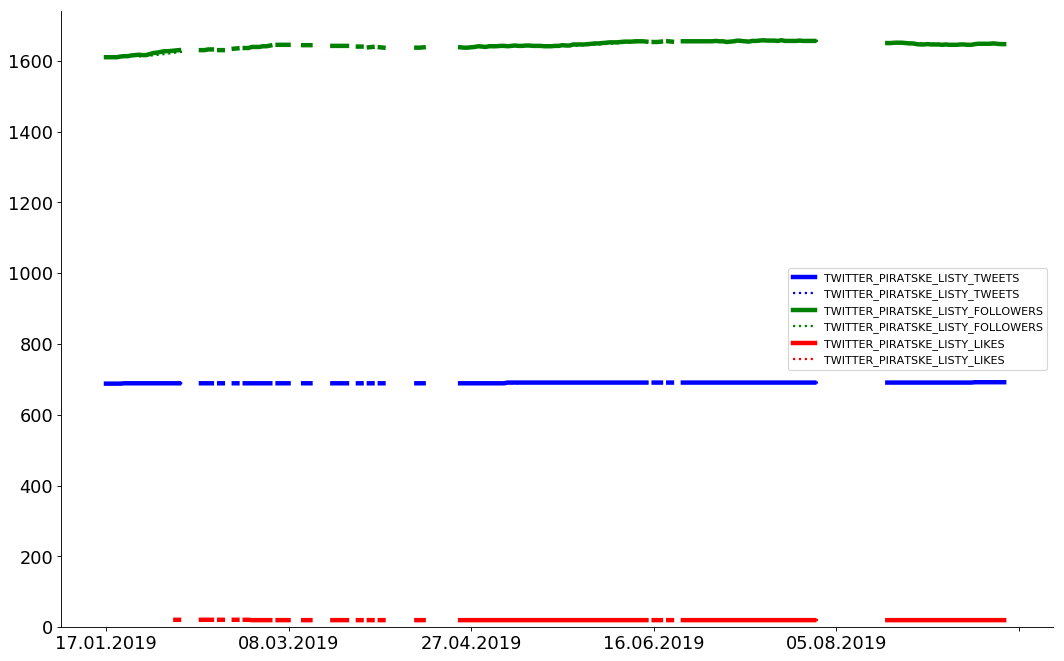 1600
1400
1200
1000
800
600
400
200
0
TWITTER_PIRATSKE_LISTY_TWEETS
TWITTER_PIRATSKE_LISTY_TWEETS
TWITTER_PIRATSKE_LISTY_FOLLOWERS
TWITTER_PIRATSKE_LISTY_FOLLOWERS
TWITTER_PIRATSKE_LISTY_LIKES
TWITTER_PIRATSKE_LISTY_LIKES
17.01.2019 08.03.2019 27.04.2019 16.06.2019 05.08.2019